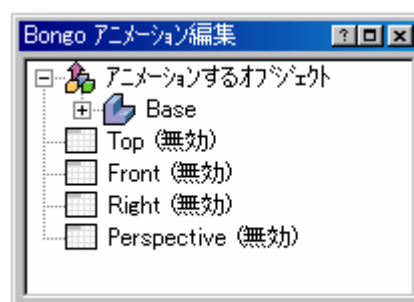 Bongo アニメーション編集
アニメーションするオブジェクト
Base
Top (無効)
Front (無効)
Right (無効)
Perspective (無効)